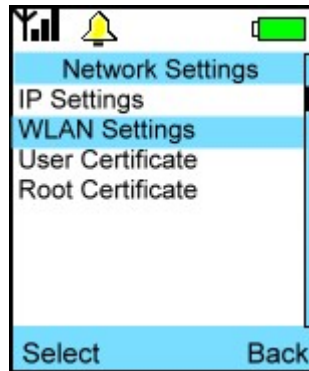 Network Settings
IP Settings
WLAN Settings
User Certificate
Root Certificate
Select Back